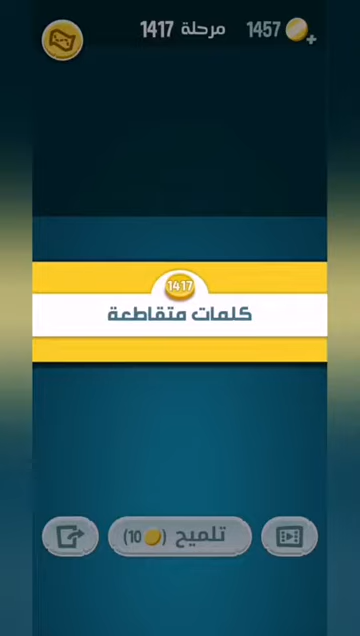 مرحلة 1417
1457
1417
كلمات متقاطعة
تلميح (10)